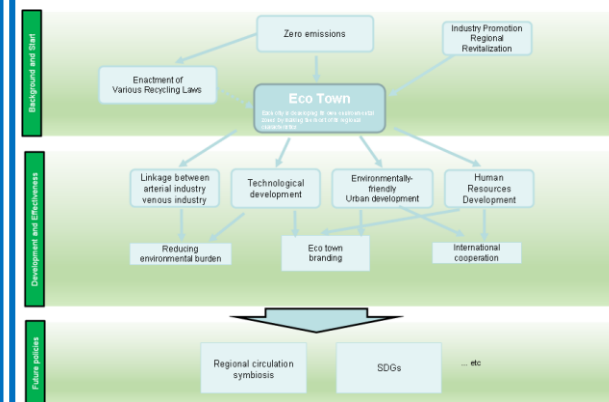 Background and Start
Zero emissions
Industry Promotion
Regional
Revitalization
Enactment of
Various Recycling Laws
Eco Town
Development and Effectiveness
Linkage between
arterial industry
venous industry
Technological
development
Environmentally-
friendly
Urban development
Human
Resources
Development
Reducing
environmental burden
Eco town
branding
International
cooperation
Future policies
Regional circulation
symbiosis
SDGs
... etc